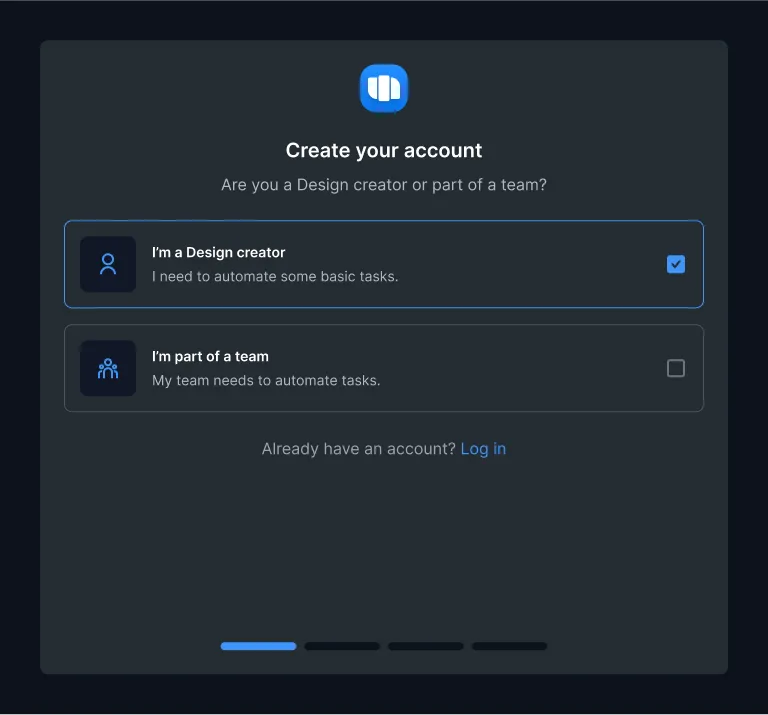 Create your account
Are you a Design creator or part of a team?
I’m a Design creator
I need to automate some basic tasks.
I’m part of a team
My team needs to automate tasks.
Already have an account? Log in